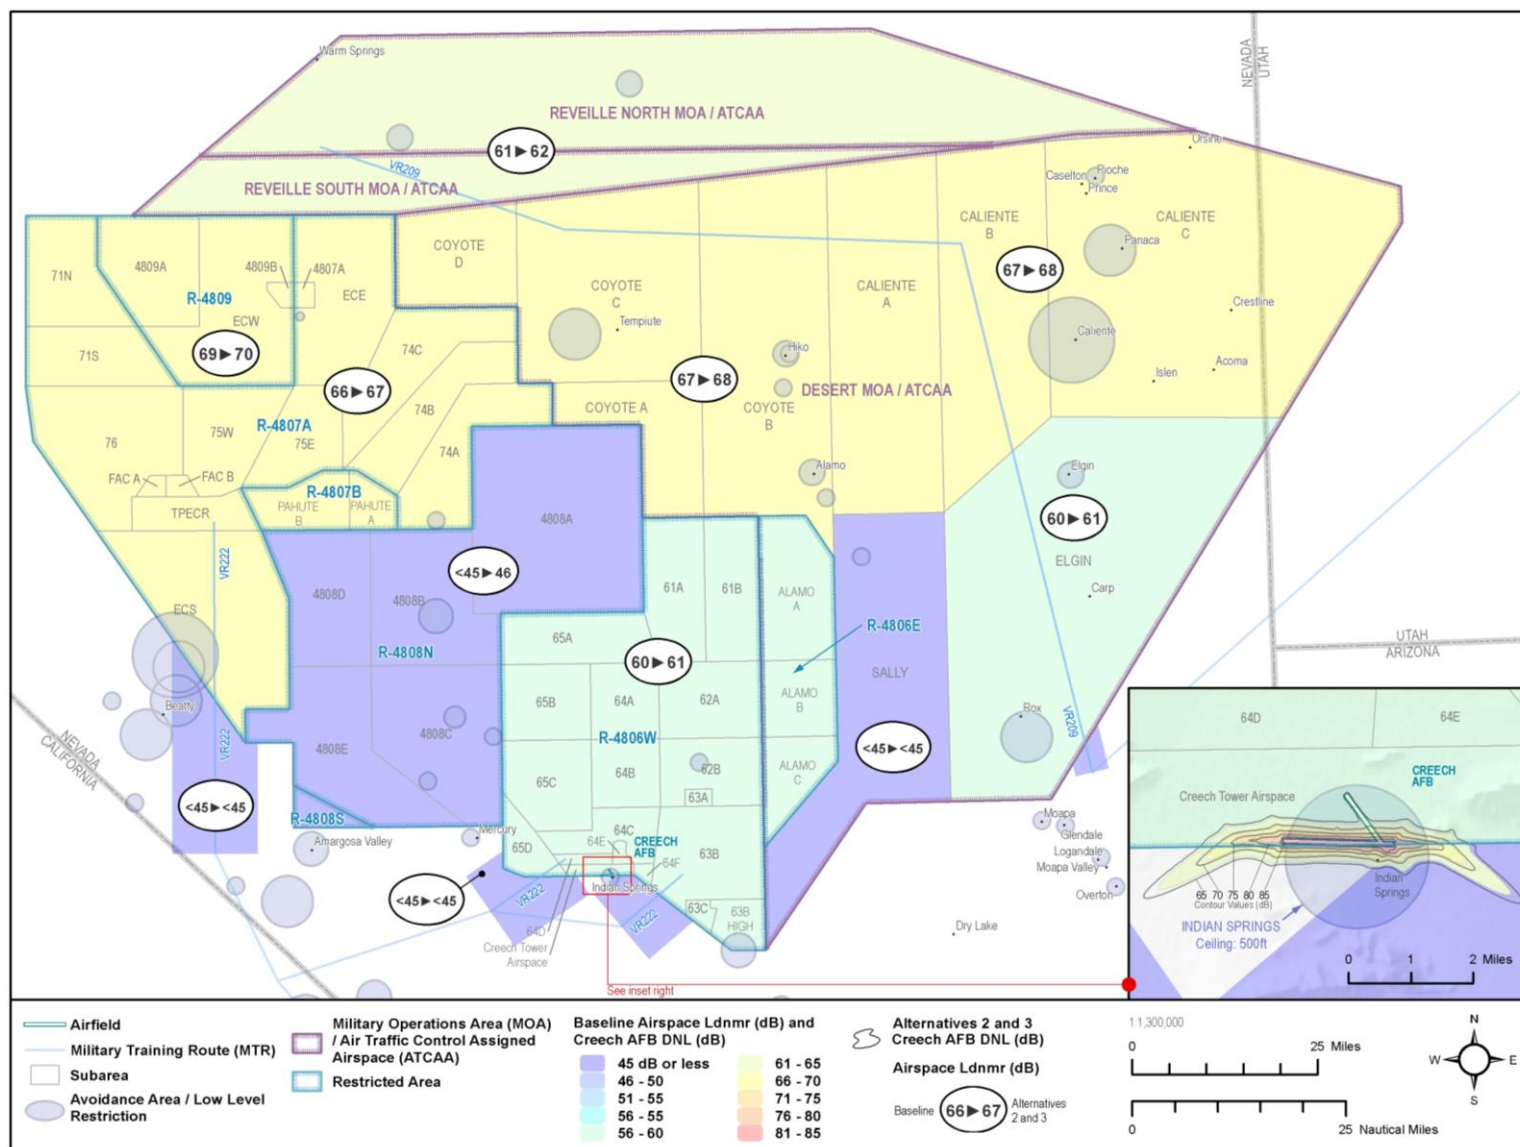 Warm Springs
NEVADA
UTAH
REVEILLE NORTH MOA / ATCAA
Orsine
61►62
VR209
REVEILLE SOUTH MOA / ATCAA
Caselton
Pioche
Prince
CALIENTE
B
CALIENTE
C
COYOTE
D
Panaca
71N
4809A
4809B
4807A
ECE
R-4809
ECW
COYOTE
C
CALIENTE
A
67►68
Tempiute
Crestline
Caliente
71S
69►70
74C
Hiko
Acoma
Islen
66►67
67►68
DESERT MOA / ATCAA
COYOTE A
COYOTE
B
74B
75W
R-4807A
75E
76
74A
FAC A
FAC B
Alamo
Elgin
R-4807B
PAHUTE
B
PAHUTE
A
TPECR
4808A
60►61
VR222
ELGIN
<45►46
4808D
4808B
61A
61B
ALAMO
A
Carp
ECS
R-4806E
65A
R-4808N
60►61
SALLY
UTAH
ARIZONA
65B
64A
62A
ALAMO
B
Beatty
Rox
VR209
NEVADA
CALIFORNIA
VR222
4808E
4808C
R-4806W
<45►<45
64B
62B
65C
ALAMO
C
63A
<45►<45
R-4808S
Amargosa Valley
Mercury
65D
64C
64E
CREECH
AFB
63B
64F
Moapa
Glendale
Logandale
Moapa Valley
Overton
<45►<45
VR222
Indian Springs
VR222
63C
63B
HIGH
64D
Creech Tower
Airspace
Dry Lake
See inset right
64D
64E
CREECH
AFB
Creech Tower Airspace
Indian
Springs
65 70 75 80 85
Contour Values (dB)
INDIAN SPRINGS
Ceiling: 500ft
0 1 2 Miles
Airfield
Military Training Route (MTR)
Subarea
Avoidance Area / Low Level
Restriction
Military Operations Area (MOA)
/ Air Traffic Control Assigned
Airspace (ATCAA)
Restricted Area
Baseline Airspace Ldnmr (dB) and
Creech AFB DNL (dB)
45 dB or less
46 - 50
51 - 55
56 - 55
56 - 60
61 - 65
66 - 70
71 - 75
76 - 80
81 - 85
Alternatives 2 and 3
Creech AFB DNL (dB)
Airspace Ldnmr (dB)
Baseline 66►67 Alternatives
2 and 3
1:1,300,000
0 25 Miles
0 25 Nautical Miles
N
W E
S